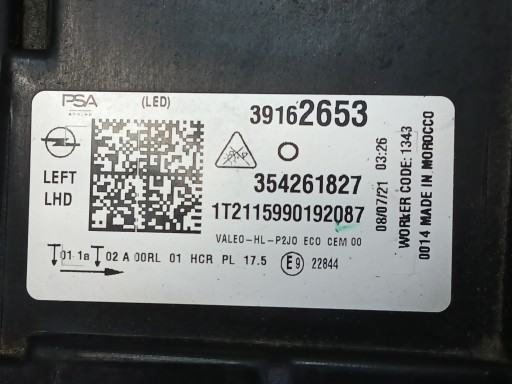 PSA
GROUPE
(LED)
39162653
LEFT
LHD
354261827
1T2115990192087
VALEO-HL-P2JO ECO CEM 00
01 1a 02 A 00RL 01 HCR PL 17.5
E9 22844
08/07/21 03:26
WORKER CODE: 1343
0014 MADE IN MOROCCO